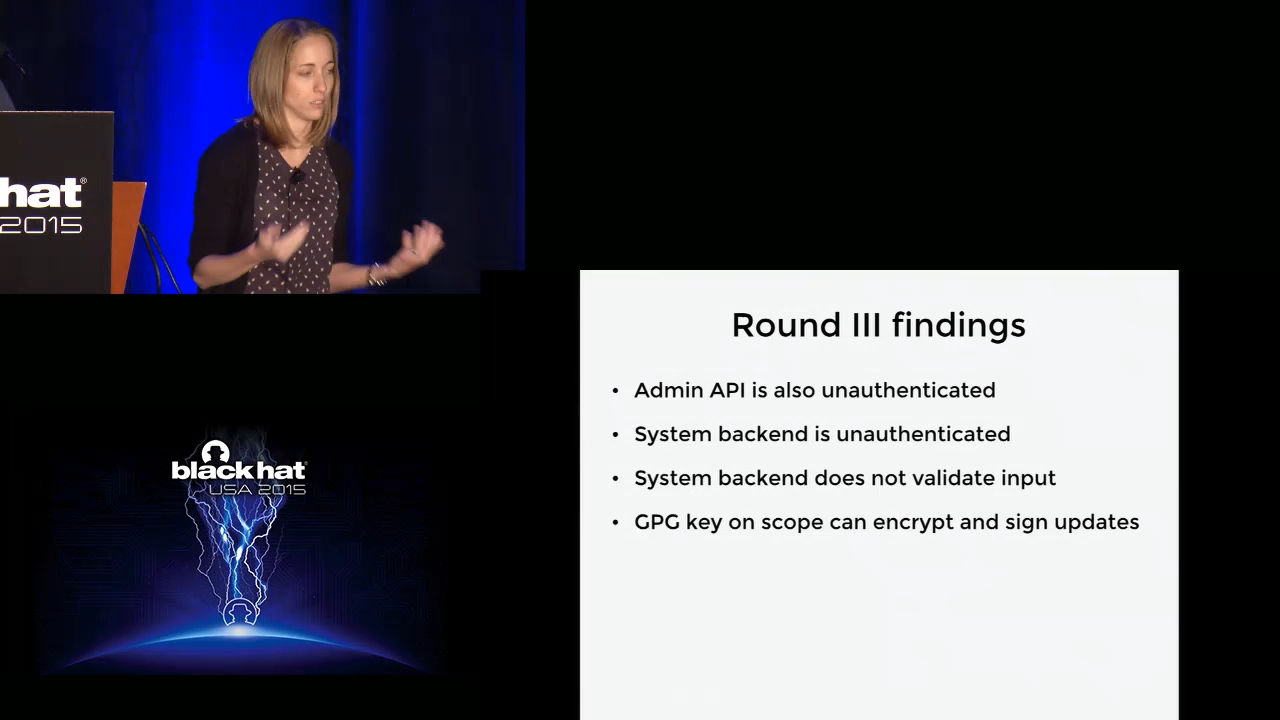 hat®
2015
Round III findings
• Admin API is also unauthenticated
• System backend is unauthenticated
• System backend does not validate input
• GPG key on scope can encrypt and sign updates
black hat®
USA 2015